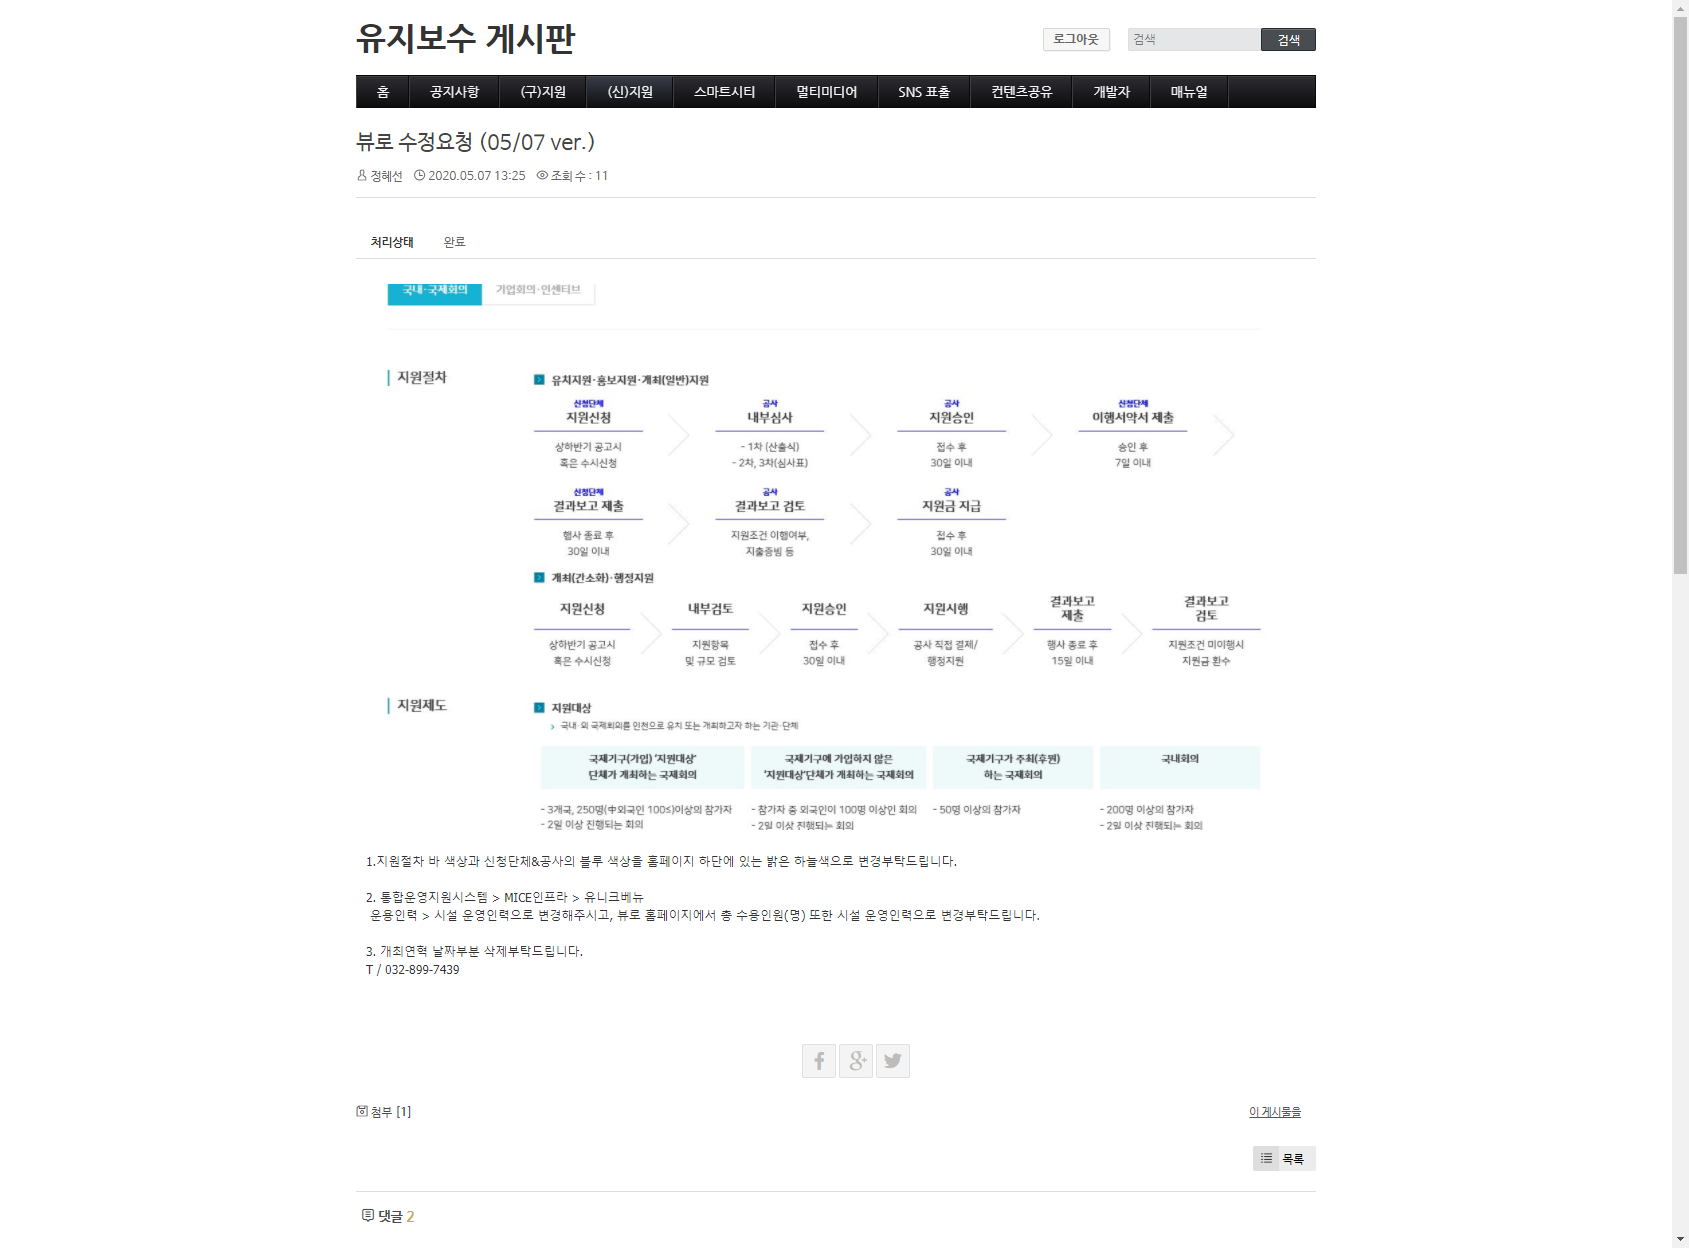 유지보수 게시판
로그아웃 검색 검색
홈 공지사항 (구)지원 (신)지원 스마트시티 멀티미디어 SNS 표출 컨텐츠공유 개발자 매뉴얼
뷰로 수정요청 (05/07 ver.)
정혜선 2020.05.07 13:25 조회 수 : 11
처리상태 완료
국내·국제회의 기업회의·인센티브
지원절차
유치지원·홍보지원·개최(일반)지원
신청단체 공사 공사 신청단체
지원신청 내부심사 지원승인 이행서약서 제출
상하반기 공고시 - 1차 (산출식) 접수 후 승인 후
혹은 수시신청 - 2차, 3차(심사표) 30일 이내 7일 이내
신청단체 공사 공사
결과보고 제출 결과보고 검토 지원금 지급
행사 종료 후 지원조건 이행여부, 접수 후
30일 이내 지출증빙 등 30일 이내
개최(간소화)·행정지원
지원신청 내부검토 지원승인 지원시행 결과보고 제출 결과보고 검토
상하반기 공고시 지원항목 접수 후 공사 직접 결제/ 행사 종료 후 지원조건 미이행시
혹은 수시신청 및 규모 검토 30일 이내 행정지원 15일 이내 지원금 환수
지원제도
지원대상
국내·외 국제회의를 인천으로 유치 또는 개최하고자 하는 기관·단체
국제기구(가입) '지원대상' 국제기구에 가입하지 않은 국제기구가 주최(후원) 국내회의
단체가 개최하는 국제회의 '지원대상'단체가 개최하는 국제회의 하는 국제회의
- 3개국, 250명(中외국인 100≤)이상의 참가자 - 참가자 중 외국인이 100명 이상인 회의 - 50명 이상의 참가자 - 200명 이상의 참가자
- 2일 이상 진행되는 회의 - 2일 이상 진행되는 회의 - 2일 이상 진행되는 회의
1.지원절차 바 색상과 신청단체&공사의 블루 색상을 홈페이지 하단에 있는 밝은 하늘색으로 변경부탁드립니다.
2. 통합운영지원시스템 > MICE인프라 > 유니크베뉴
운용인력 > 시설 운영인력으로 변경해주시고, 뷰로 홈페이지에서 총 수용인원(명) 또한 시설 운영인력으로 변경부탁드립니다.
3. 개최연혁 날짜부분 삭제부탁드립니다.
T / 032-899-7439
첨부 [1] 이 게시물을
목록
댓글 2